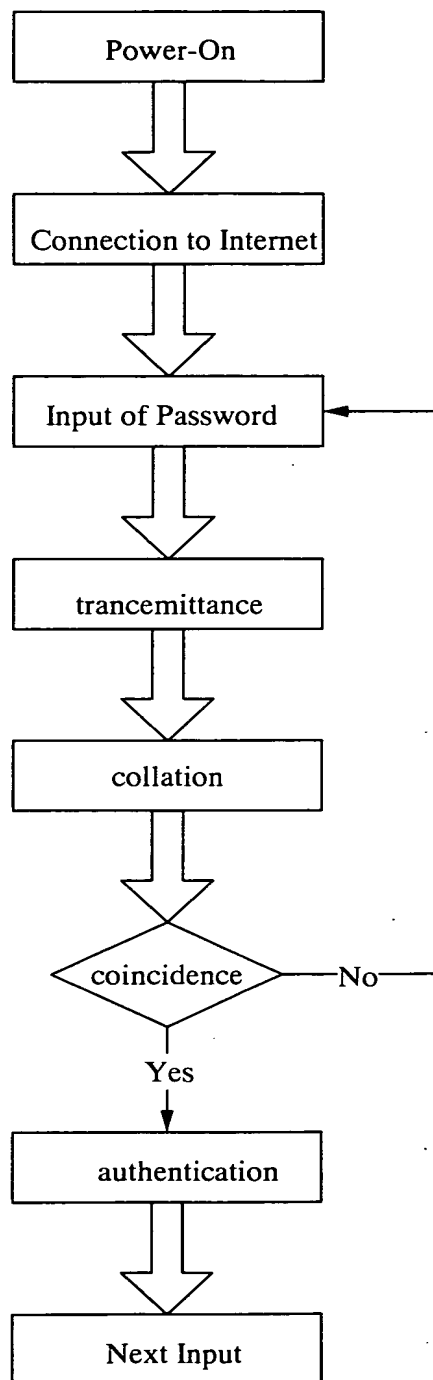 Power-On
Connection to Internet
Input of Password
trancemittance
collation
coincidence
No
Yes
authentication
Next Input